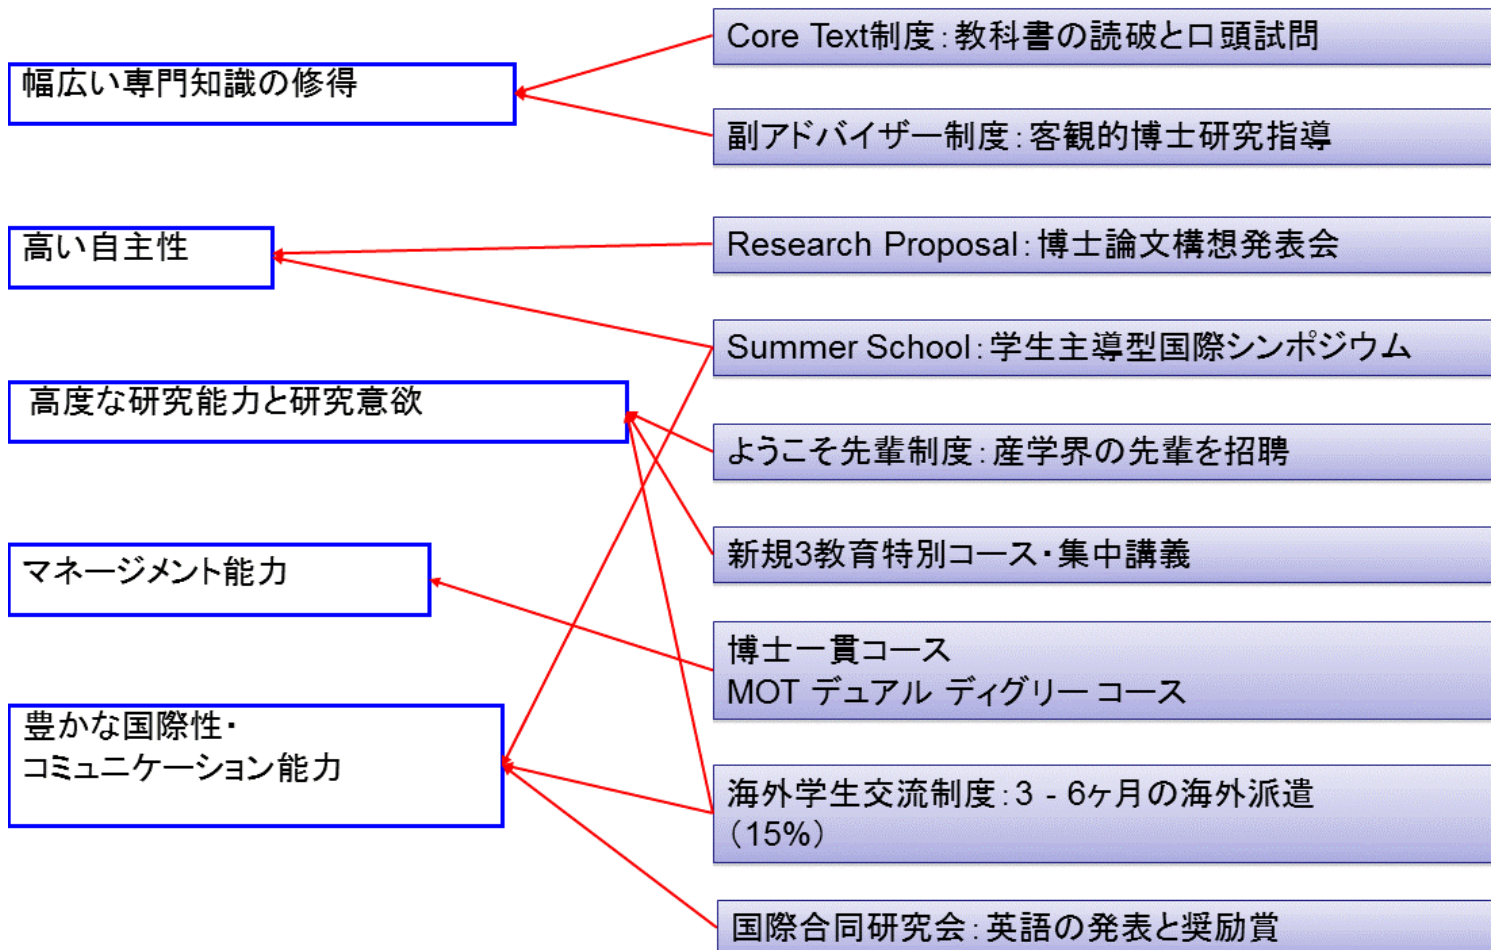 幅広い専門知識の修得
高い自主性
高度な研究能力と研究意欲
マネージメント能力
豊かな国際性・
コミュニケーション能力
Core Text制度：教科書の読破と口頭試問
副アドバイザー制度：客観的博士研究指導
Research Proposal：博士論文構想発表会
Summer School：学生主導型国際シンポジウム
ようこそ先輩制度：産学界の先輩を招聘
新規3教育特別コース・集中講義
博士一貫コース
MOT デュアル ディグリー コース
海外学生交流制度：3 - 6ヶ月の海外派遣
（15%）
国際合同研究会：英語の発表と奨励賞